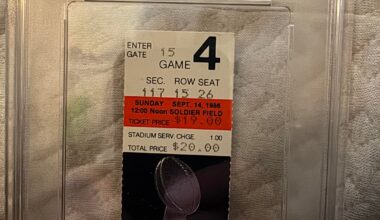 ENTER
GATE 15
GAME 4
SEC. ROW SEAT
117 15 26
SUNDAY SEPT. 14, 1986
12:00 Noon SOLDIER FIELD
TICKET PRICE $19.00
STADIUM SERV. CHGE 1.00
TOTAL PRICE $20.00